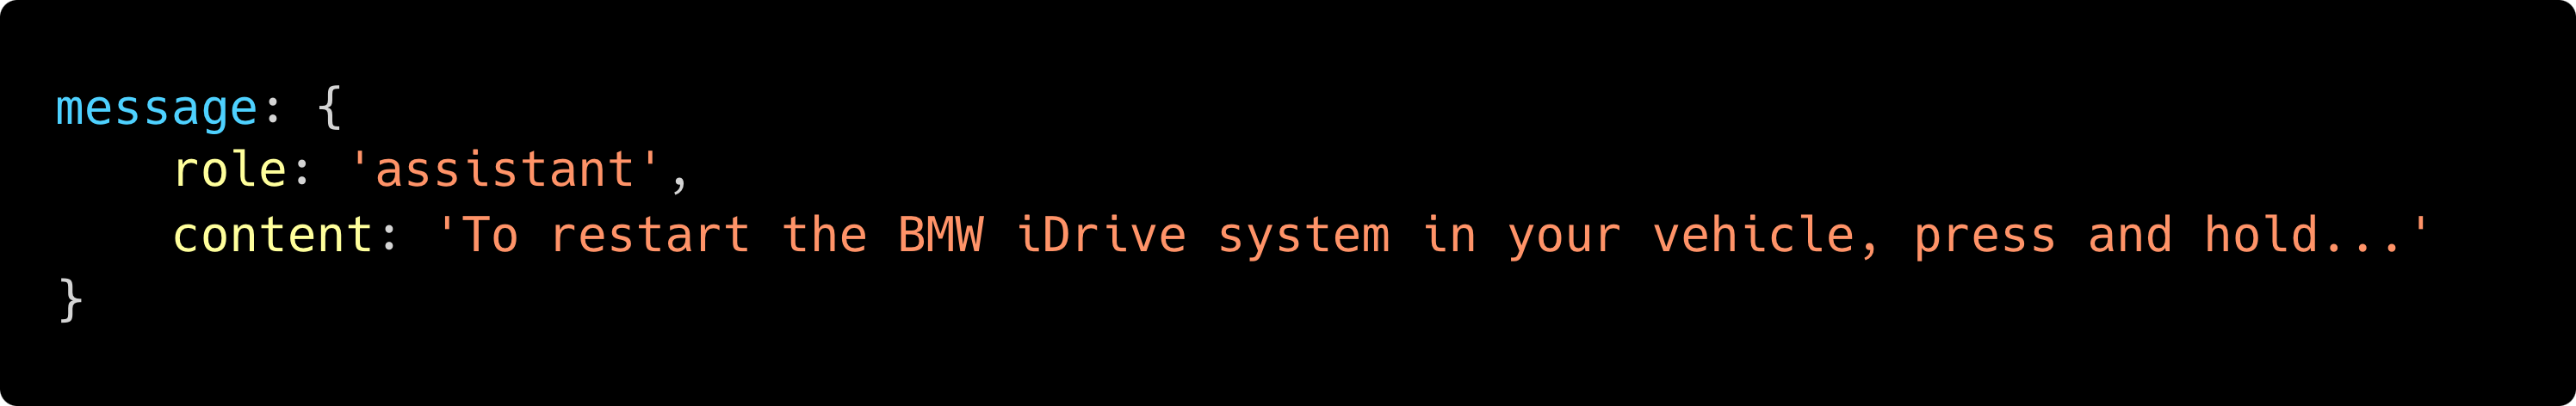 message: {
    role: 'assistant',
    content: 'To restart the BMW iDrive system in your vehicle, press and hold...'
}